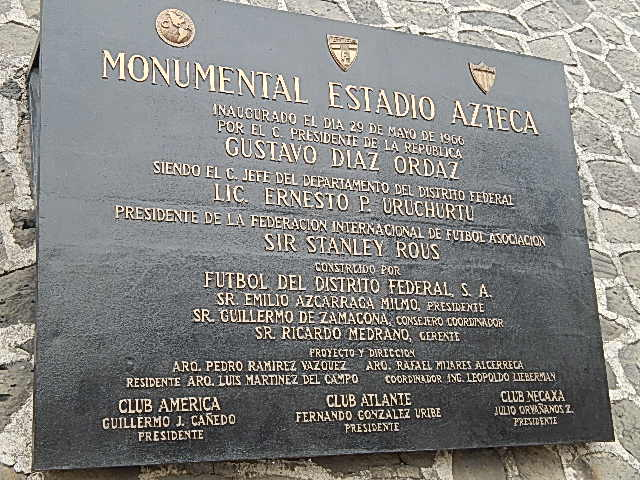 MONUMENTAL ESTADIO AZTECA
INAUGURADO EL DIA 29 DE MAYO DE 1966
POR EL C. PRESIDENTE DE LA REPUBLICA
GUSTAVO DIAZ ORDAZ
SIENDO EL C. JEFE DEL DEPARTAMENTO DEL DISTRITO FEDERAL
LIC. ERNESTO P. URUCHURTU
PRESIDENTE DE LA FEDERACION INTERNACIONAL DE FUTBOL ASOCIACION
SIR STANLEY ROUS
CONSTRUIDO POR
FUTBOL DEL DISTRITO FEDERAL, S. A.
SR. EMILIO AZCARRAGA MILMO, PRESIDENTE
SR. GUILLERMO DE ZAMACONA, CONSEJERO COORDINADOR
SR. RICARDO MEDRANO, GERENTE
PROYECTO Y DIRECCION
ARQ. PEDRO RAMIREZ VAZQUEZ ARQ. RAFAEL MIJARES ALCERRECA
RESIDENTE ARQ. LUIS MARTINEZ DEL CAMPO COORDINADOR ING. LEOPOLDO LIEBERMAN
CLUB AMERICA
GUILLERMO J. CAÑEDO
PRESIDENTE
CLUB ATLANTE
FERNANDO GONZALEZ URIBE
PRESIDENTE
CLUB NECAXA
JULIO ORVAÑANOS Z.
PRESIDENTE